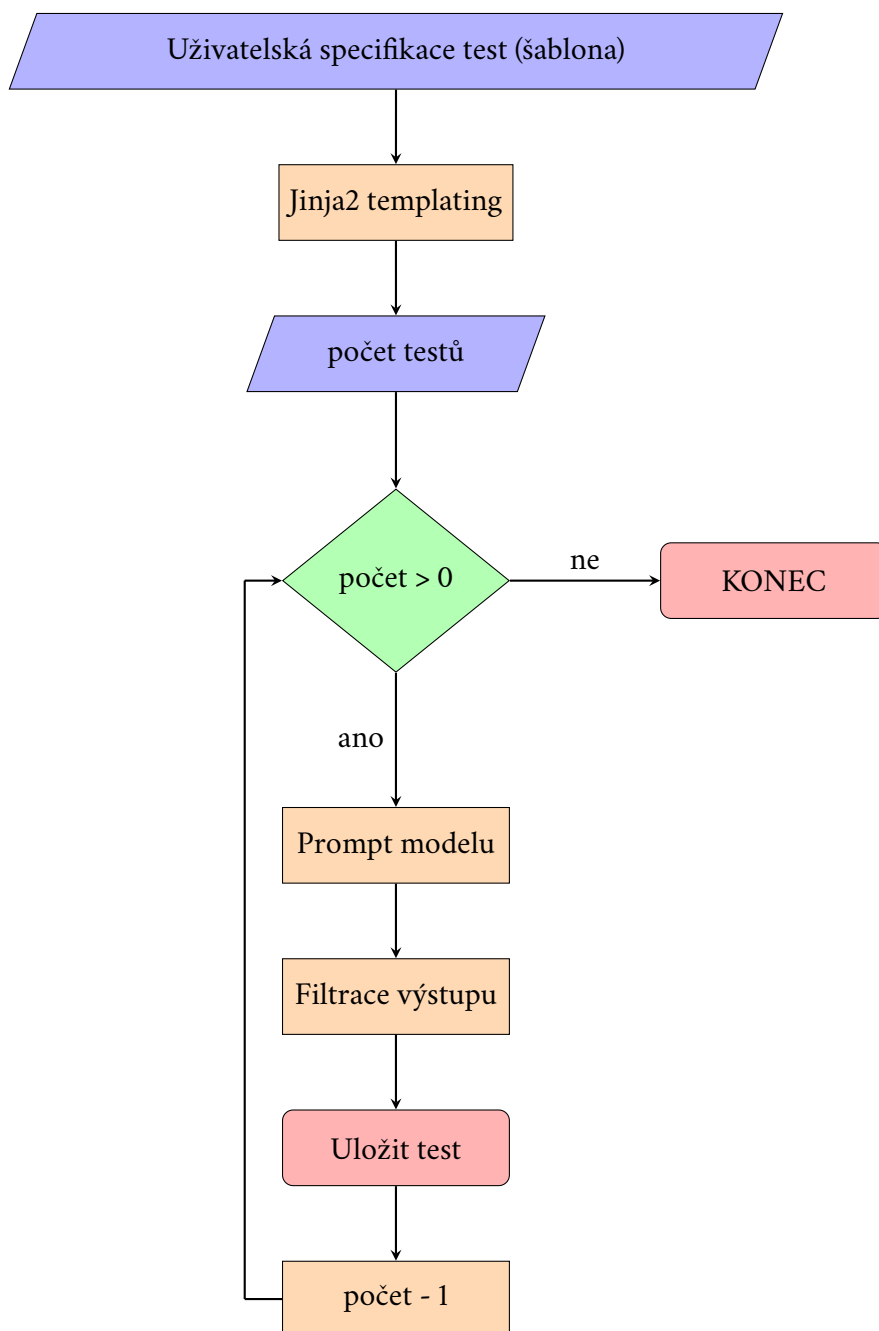 Uživatelská specifikace test (šablona)
Jinja2 templating
počet testů
počet > 0
ne
KONEC
ano
Prompt modelu
Filtrace výstupu
Uložit test
počet - 1